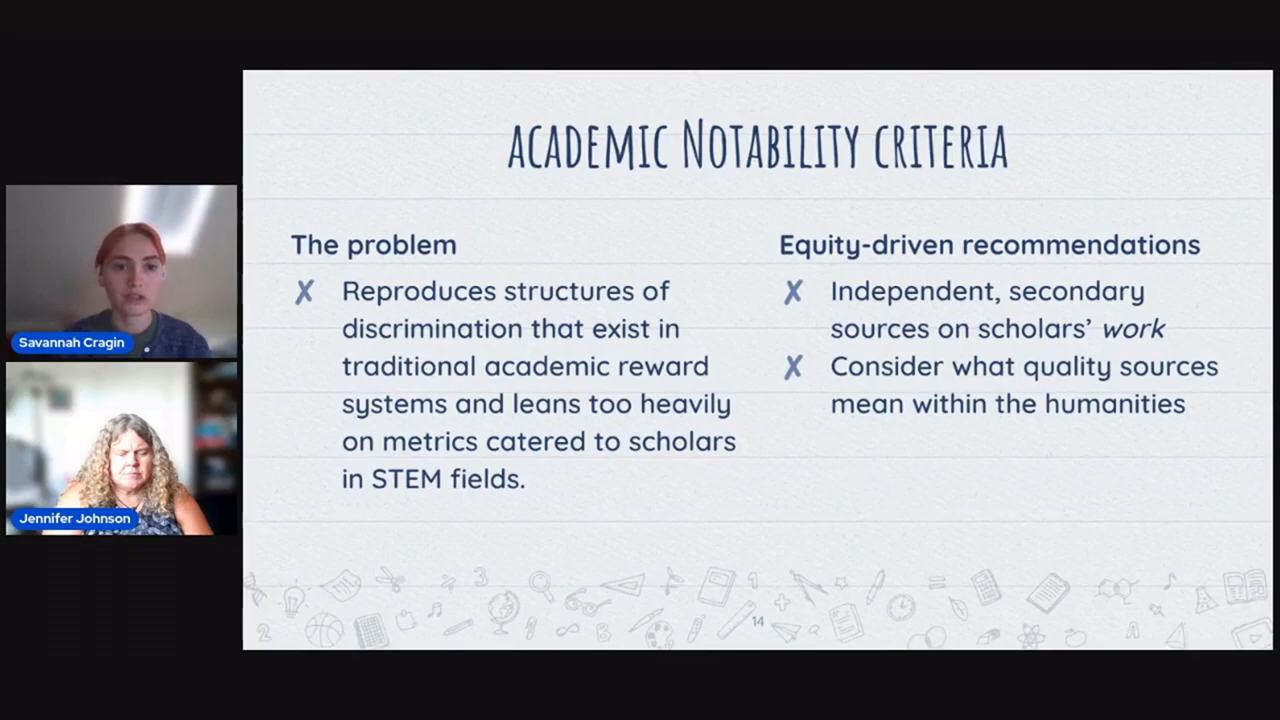 ACADEMIC NOTABILITY CRITERIA
The problem
✗ Reproduces structures of
discrimination that exist in
traditional academic reward
systems and leans too heavily
on metrics catered to scholars
in STEM fields.
Equity-driven recommendations
✗ Independent, secondary
sources on scholars’ work
✗ Consider what quality sources
mean within the humanities
14
Savannah Cragin
Jennifer Johnson